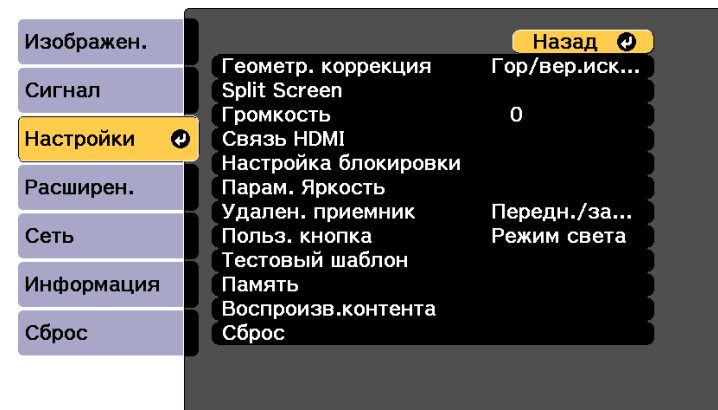 Изображен.
Сигнал
Настройки
Расширен.
Сеть
Информация
Сброс
Назад
Геометр. коррекция Гор/вер.иск...
Split Screen
Громкость 0
Связь HDMI
Настройка блокировки
Парам. Яркость
Удален. приемник Передн./за...
Польз. кнопка Режим света
Тестовый шаблон
Память
Воспроизв.контента
Сброс